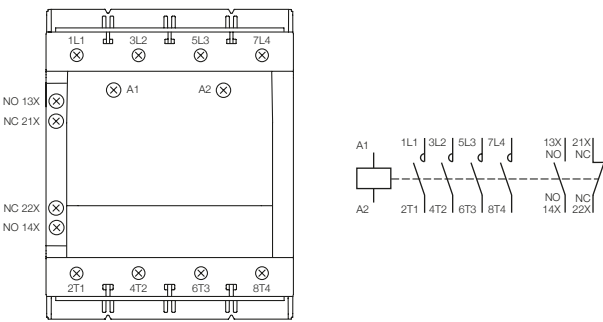 1L1 3L2 5L3 7L4
A1 A2
NO 13X
NC 21X
NC 22X
NO 14X
2T1 4T2 6T3 8T4
A1 1L1 3L2 5L3 7L4 13X 21X
NO NC
A2 2T1 4T2 6T3 8T4 NO NC
14X 22X